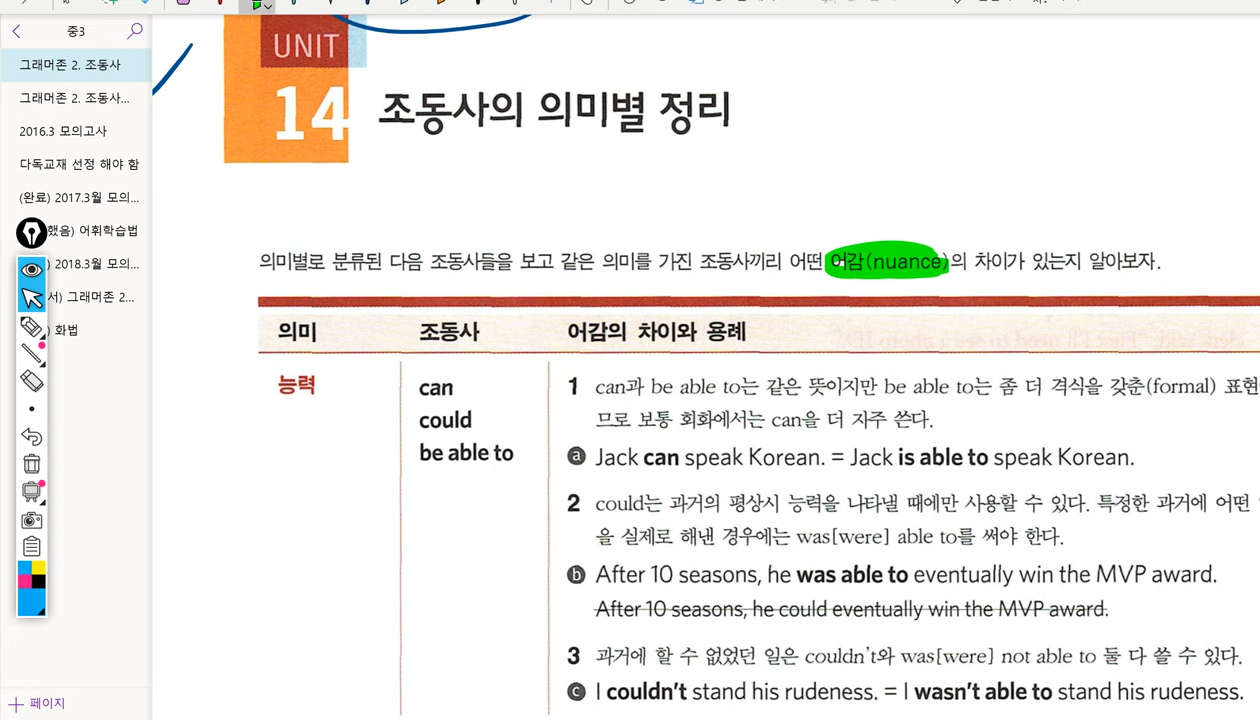 중3
그래머존 2. 조동사
그래머존 2. 조동사...
2016.3 모의고사
다독교재 선정 해야 함
(완료) 2017.3월 모의...
했음) 어휘학습법
) 2018.3월 모의...
서) 그래머존 2...
) 화법
페이지
UNIT
14 조동사의 의미별 정리
의미별로 분류된 다음 조동사들을 보고 같은 의미를 가진 조동사끼리 어떤 어감(nuance)의 차이가 있는지 알아보자.
의미 조동사 어감의 차이와 용례
능력
can
could
be able to
1 can과 be able to는 같은 뜻이지만 be able to는 좀 더 격식을 갖춘(formal) 표현
므로 보통 회화에서는 can을 더 자주 쓴다.
ⓐ Jack can speak Korean. = Jack is able to speak Korean.
2 could는 과거의 평상시 능력을 나타낼 때에만 사용할 수 있다. 특정한 과거에 어떤
을 실제로 해낸 경우에는 was[were] able to를 써야 한다.
ⓑ After 10 seasons, he was able to eventually win the MVP award.
After 10 seasons, he could eventually win the MVP award.
3 과거에 할 수 없었던 일은 couldn't와 was[were] not able to 둘 다 쓸 수 있다.
ⓒ I couldn't stand his rudeness. = I wasn't able to stand his rudeness.